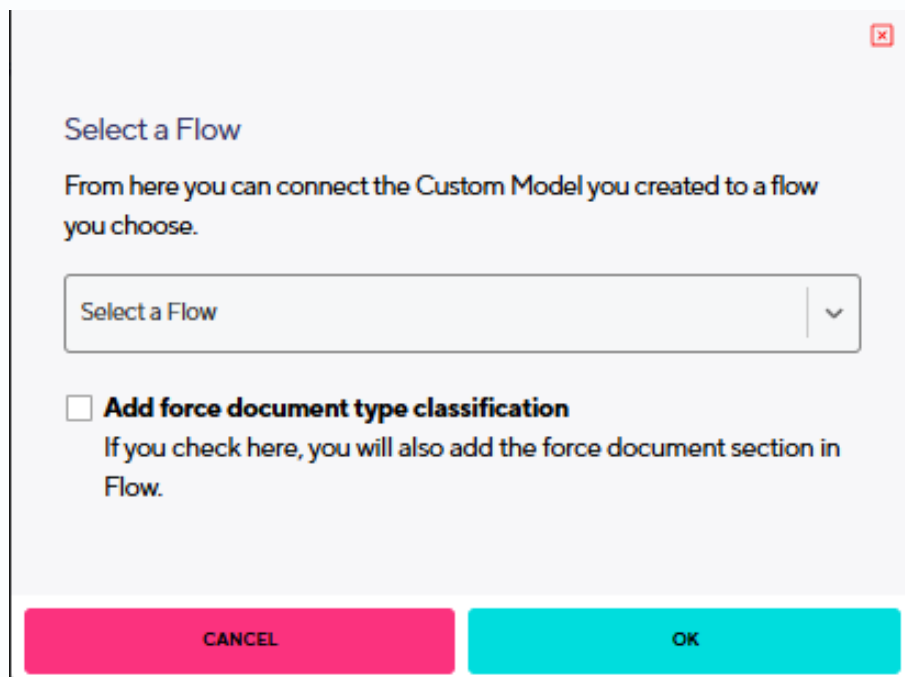 Select a Flow
From here you can connect the Custom Model you created to a flow
you choose.
Select a Flow
Add force document type classification
If you check here, you will also add the force document section in
Flow.
CANCEL
OK